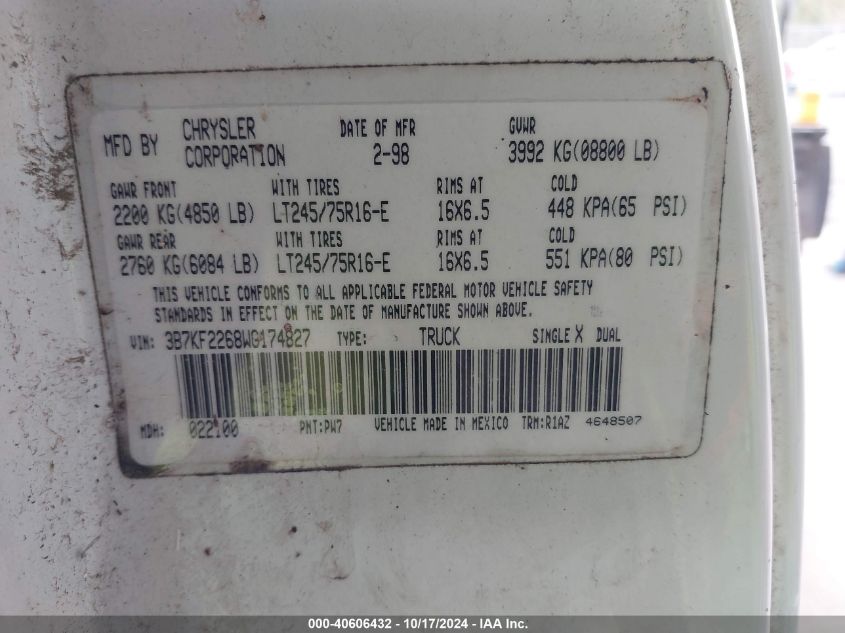 MFD BY CHRYSLER CORPORATION DATE OF MFR 2-98 GVWR 3992 KG(08800 LB)
GAWR FRONT WITH TIRES RIMS AT COLD
2200 KG(4850 LB) LT245/75R16-E 16X6.5 448 KPA(65 PSI)
GAWR REAR WITH TIRES RIMS AT COLD
2760 KG(6084 LB) LT245/75R16-E 16X6.5 551 KPA(80 PSI)
THIS VEHICLE CONFORMS TO ALL APPLICABLE FEDERAL MOTOR VEHICLE SAFETY
STANDARDS IN EFFECT ON THE DATE OF MANUFACTURE SHOWN ABOVE.
VIN: 3B7KF2268WG174827 TYPE: TRUCK SINGLE X DUAL
MDH: 022100 PNT:PW7 VEHICLE MADE IN MEXICO TRM:R1AZ 4648507
000-40606432 - 10/17/2024 - IAA Inc.